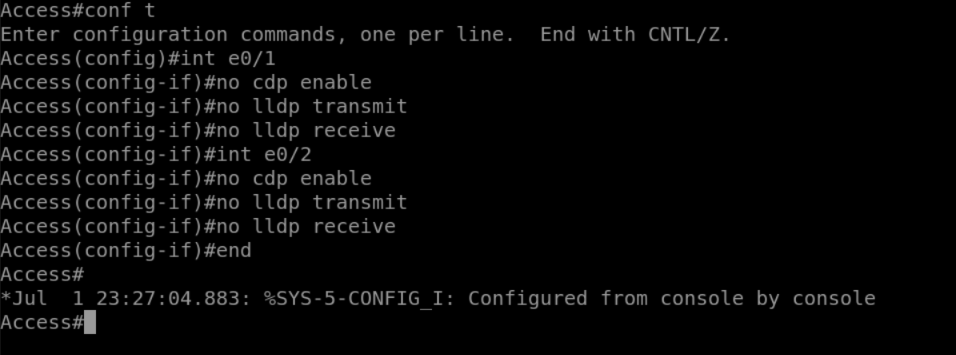 Access#conf t
Enter configuration commands, one per line.  End with CNTL/Z.
Access(config)#int e0/1
Access(config-if)#no cdp enable
Access(config-if)#no lldp transmit
Access(config-if)#no lldp receive
Access(config-if)#int e0/2
Access(config-if)#no cdp enable
Access(config-if)#no lldp transmit
Access(config-if)#no lldp receive
Access(config-if)#end
Access#
*Jul  1 23:27:04.883: %SYS-5-CONFIG_I: Configured from console by console
Access#